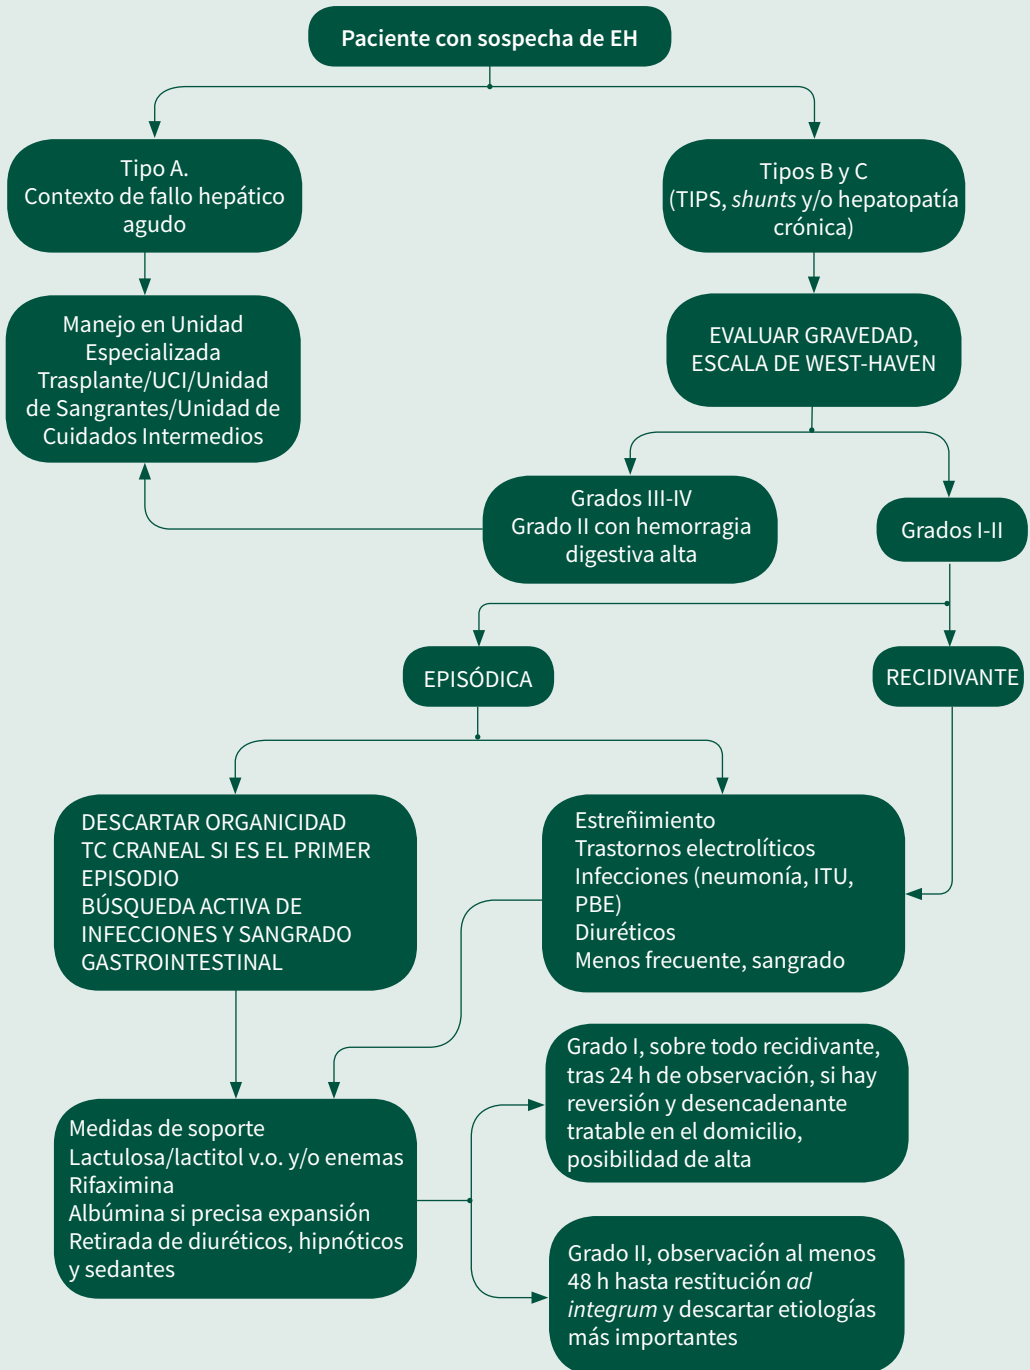 Paciente con sospecha de EH
Tipo A.
Contexto de fallo hepático
agudo
Tipos B y C
(TIPS, shunts y/o hepatopatía
crónica)
Manejo en Unidad
Especializada
Trasplante/UCI/Unidad
de Sangrantes/Unidad de
Cuidados Intermedios
EVALUAR GRAVEDAD,
ESCALA DE WEST-HAVEN
Grados III-IV
Grado II con hemorragia
digestiva alta
Grados I-II
EPISÓDICA
RECIDIVANTE
DESCARTAR ORGANICIDAD
TC CRANEAL SI ES EL PRIMER
EPISODIO
BÚSQUEDA ACTIVA DE
INFECCIONES Y SANGRADO
GASTROINTESTINAL
Estreñimiento
Trastornos electrolíticos
Infecciones (neumonía, ITU,
PBE)
Diuréticos
Menos frecuente, sangrado
Medidas de soporte
Lactulosa/lactitol v.o. y/o enemas
Rifaximina
Albúmina si precisa expansión
Retirada de diuréticos, hipnóticos
y sedantes
Grado I, sobre todo recidivante,
tras 24 h de observación, si hay
reversión y desencadenante
tratable en el domicilio,
posibilidad de alta
Grado II, observación al menos
48 h hasta restitución ad
integrum y descartar etiologías
más importantes